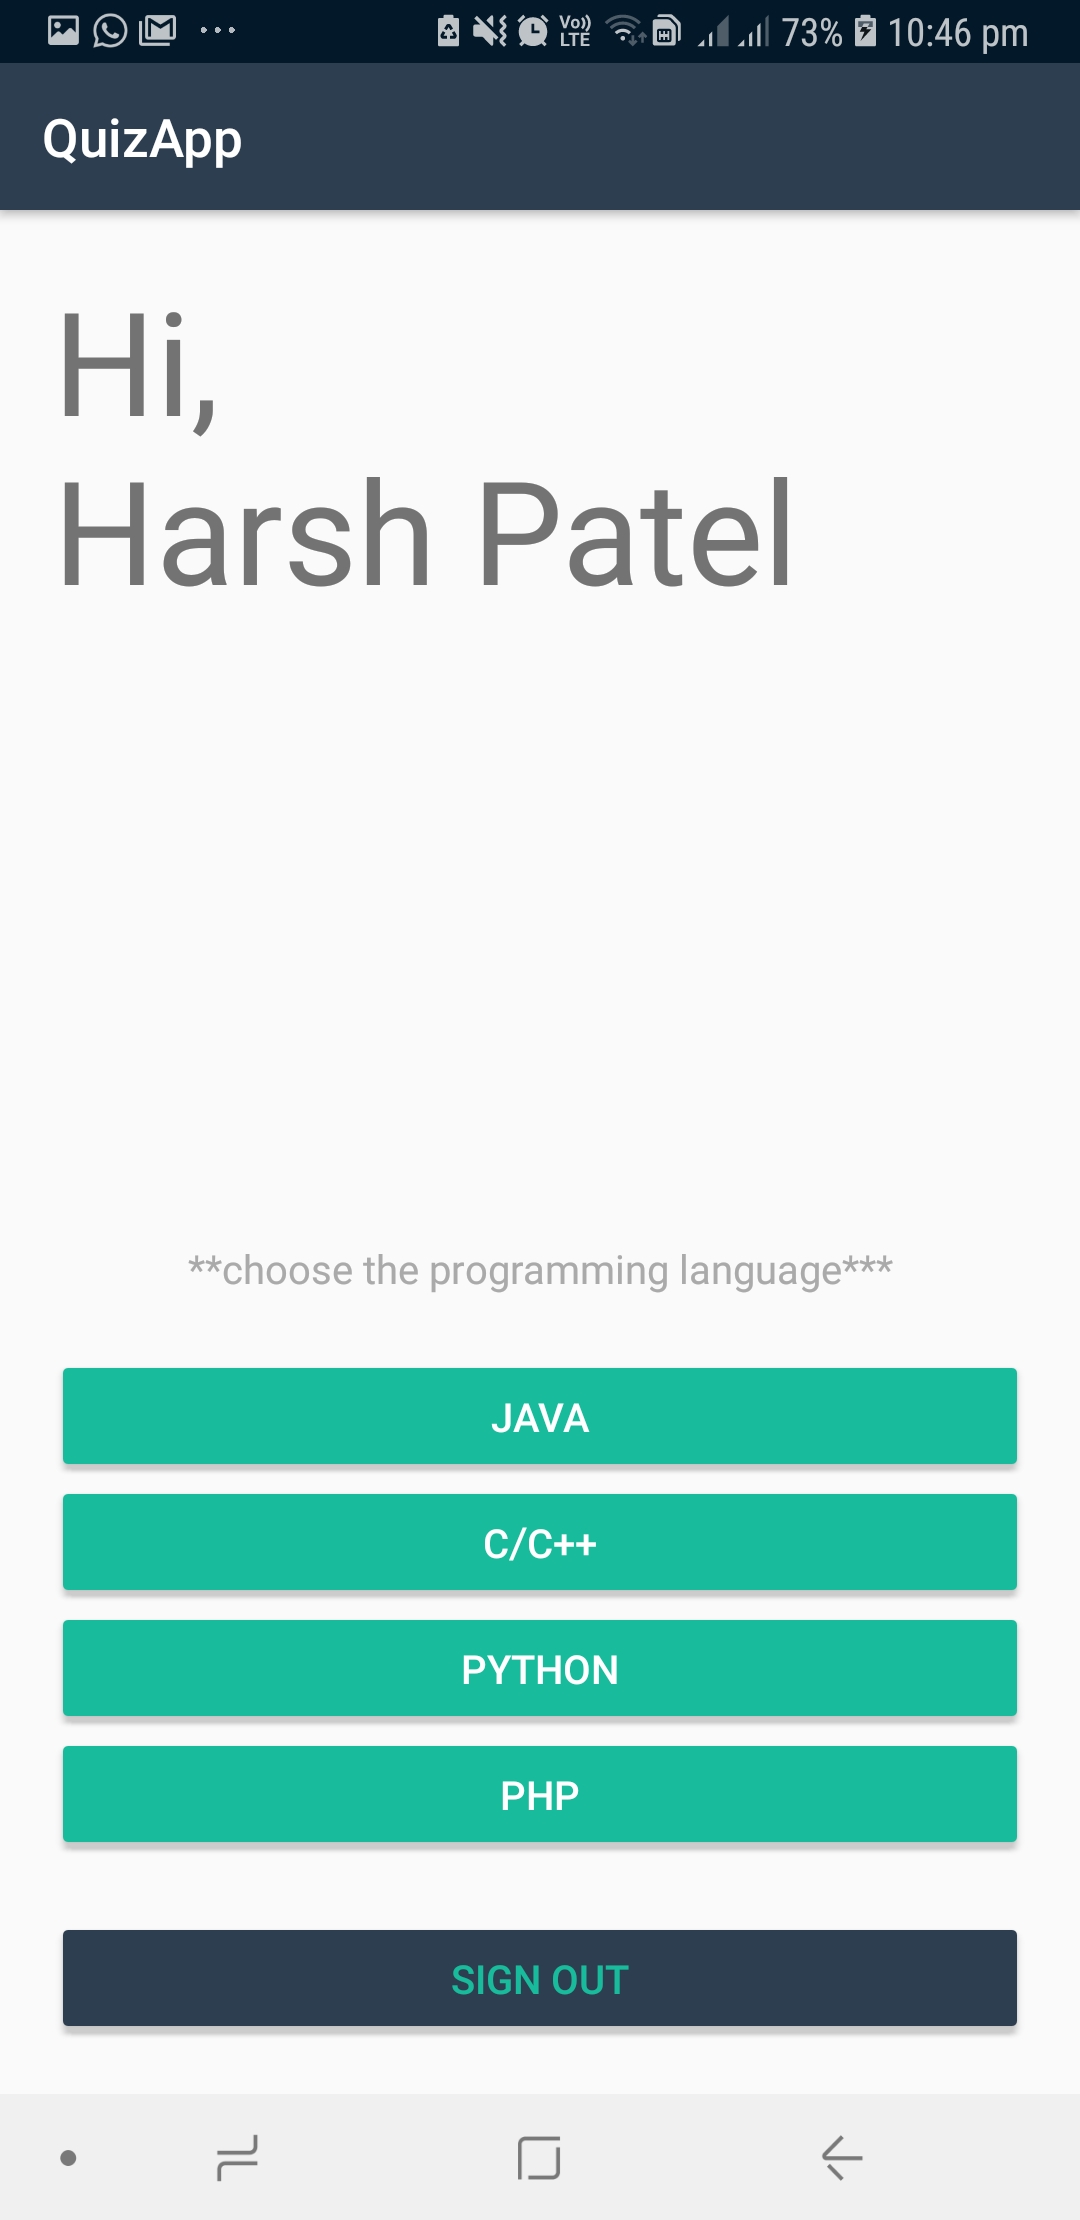 Vo)) LTE 73% 10:46 pm
QuizApp
Hi,
Harsh Patel
**choose the programming language***
JAVA
C/C++
PYTHON
PHP
SIGN OUT